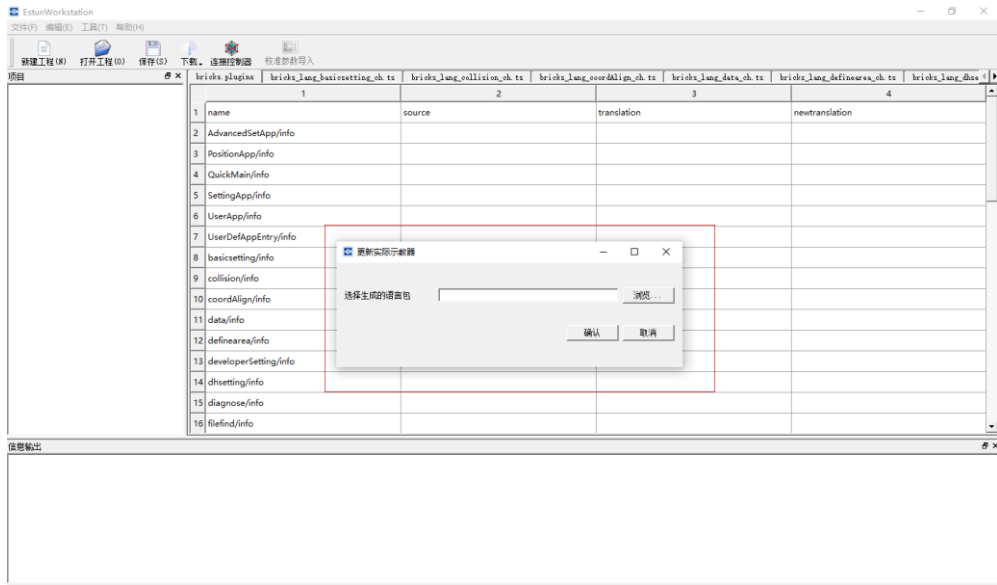 EstunWorkstation
文件(F) 编辑(E) 工具(T) 帮助(H)
新建工程(N) 打开工程(O) 保存(S) 下载 连接控制器 校准参数导入
项目
bricks.plugins bricks_lang_basicsetting_ch.ts bricks_lang_collision_ch.ts bricks_lang_coordAlign_ch.ts bricks_lang_data_ch.ts bricks_lang_definearea_ch.ts bricks_lang_dhse
1 2 3 4
1 name source translation newtranslation
2 AdvancedSetApp/info
3 PositionApp/info
4 QuickMain/info
5 SettingApp/info
6 UserApp/info
7 UserDefAppEntry/info
8 basicsetting/info
9 collision/info
10 coordAlign/info
11 data/info
12 definearea/info
13 developerSetting/info
14 dhsetting/info
15 diagnose/info
16 filefind/info
更新实际示教器
选择生成的语言包 浏览...
确认 取消
信息输出